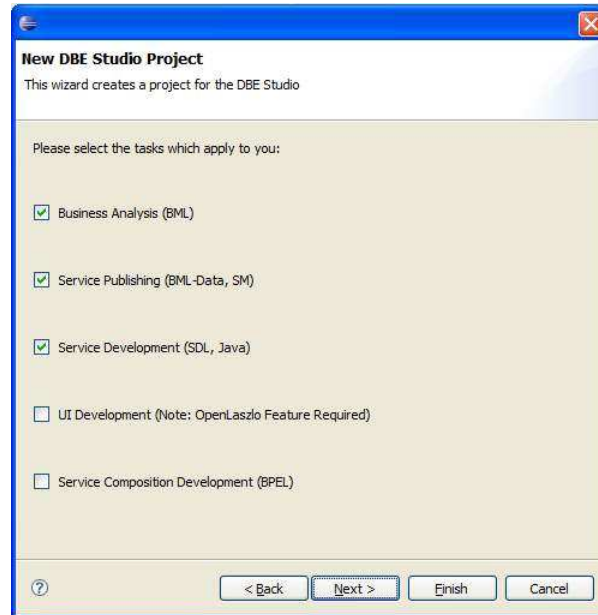 New DBE Studio Project
This wizard creates a project for the DBE Studio
Please select the tasks which apply to you:
Business Analysis (BML)
Service Publishing (BML-Data, SM)
Service Development (SDL, Java)
UI Development (Note: OpenLaszlo Feature Required)
Service Composition Development (BPEL)
? < Back Next > Finish Cancel